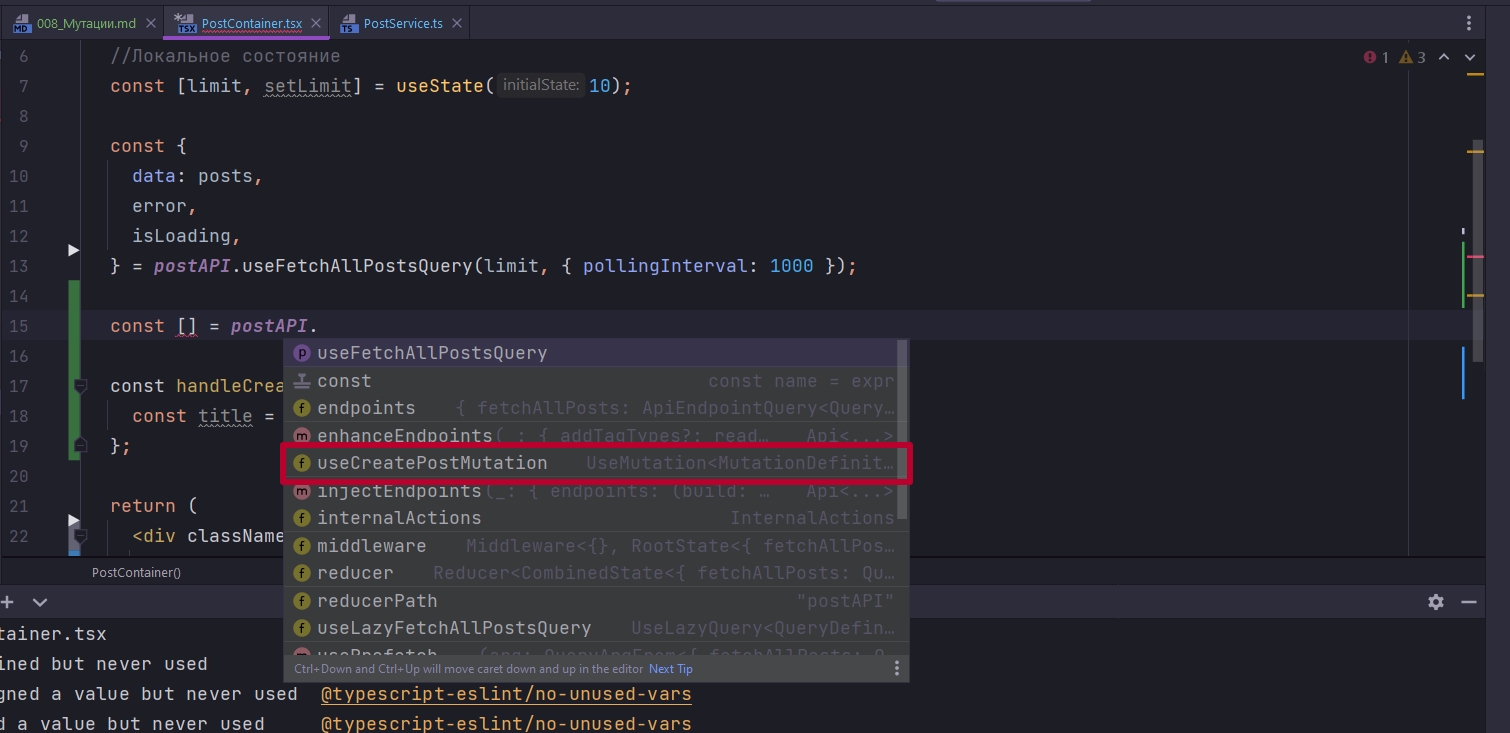 008_Мутации.md PostContainer.tsx PostService.ts
6 //Локальное состояние
1 3
7 const [limit, setLimit] = useState( initialState: 10);
8
9 const {
10 data: posts,
11 error,
12 isLoading,
13 } = postAPI.useFetchAllPostsQuery(limit, { pollingInterval: 1000 });
14
15 const [] = postAPI.
16
17 const handleCrea
18 const title =
19 };
20
21 return (
22 <div className
useFetchAllPostsQuery
const const name = expr
endpoints { fetchAllPosts: ApiEndpointQuery<Query…
enhanceEndpoints(_: { addTagTypes?: read… Api<...>
useCreatePostMutation UseMutation<MutationDefinit…
injectEndpoints(_: { endpoints: (build: … Api<...>
internalActions InternalActions
middleware Middleware<{}, RootState<{ fetchAllPos…
reducer Reducer<CombinedState<{ fetchAllPosts: Qu…
reducerPath "postAPI"
useLazyFetchAllPostsQuery UseLazyQuery<QueryDefin…
usePrefetch
Ctrl+Down and Ctrl+Up will move caret down and up in the editor Next Tip
PostContainer()
tainer.tsx
ined but never used
gned a value but never used @typescript-eslint/no-unused-vars
d a value but never used @typescript-eslint/no-unused-vars